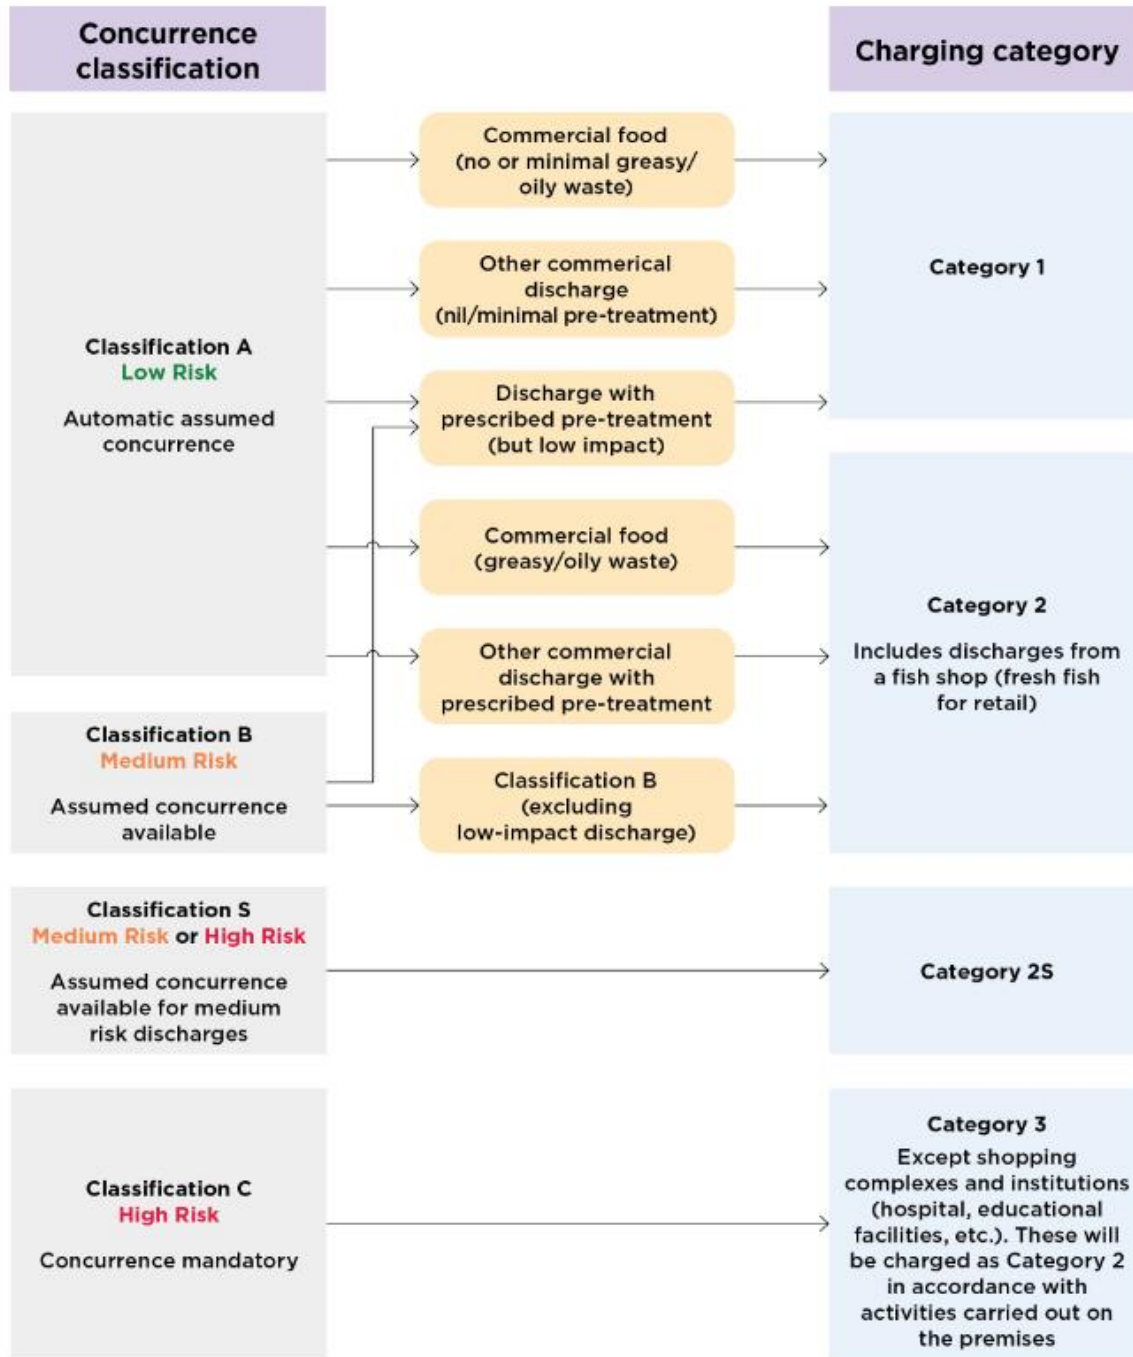 Concurrence
classification
Charging category
Classification A
Low Risk
Automatic assumed
concurrence
Commercial food
(no or minimal greasy/
oily waste)
Other commerical
discharge
(nil/minimal pre-treatment)
Discharge with
prescribed pre-treatment
(but low impact)
Commercial food
(greasy/oily waste)
Other commercial
discharge with
prescribed pre-treatment
Category 1
Category 2
Includes discharges from
a fish shop (fresh fish
for retail)
Classification B
Medium Risk
Assumed concurrence
available
Classification B
(excluding
low-impact discharge)
Classification S
Medium Risk or High Risk
Assumed concurrence
available for medium
risk discharges
Category 2S
Classification C
High Risk
Concurrence mandatory
Category 3
Except shopping
complexes and institutions
(hospital, educational
facilities, etc.). These will
be charged as Category 2
in accordance with
activities carried out on
the premises